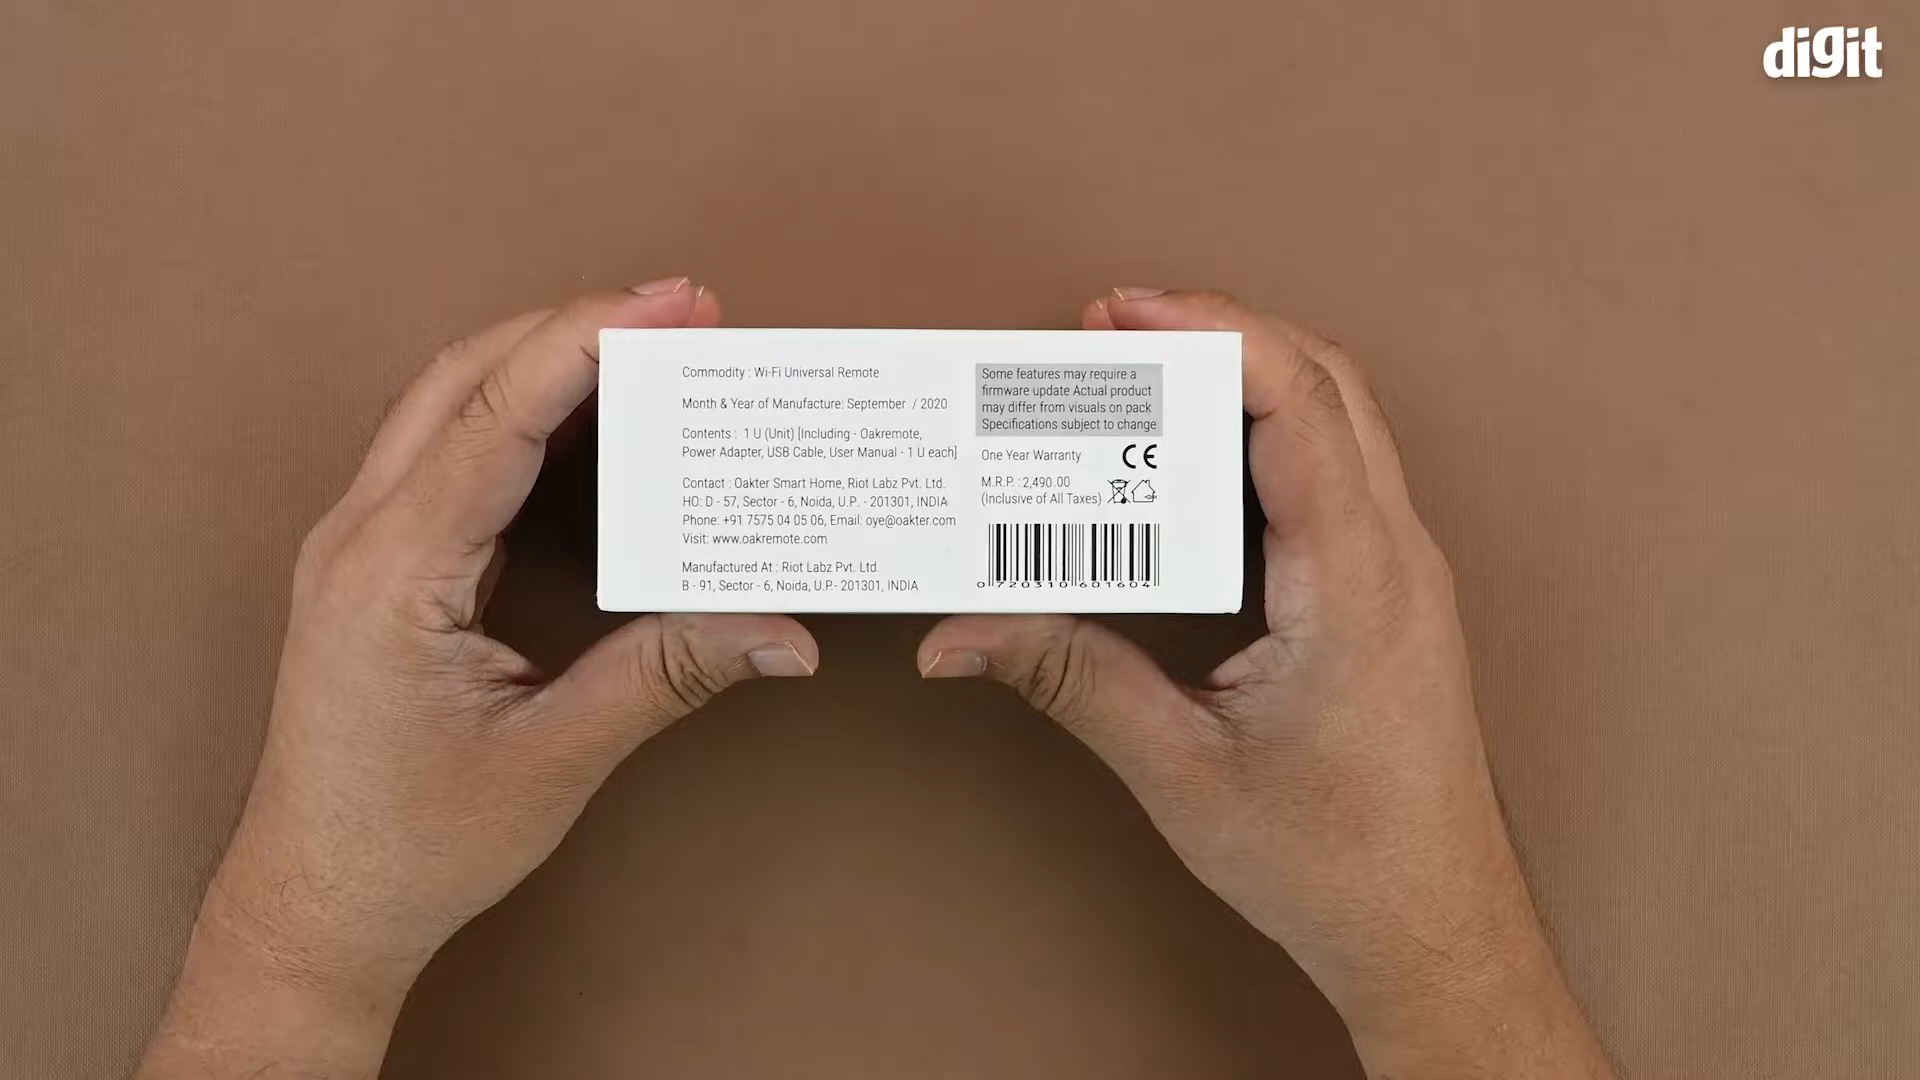 digit
Commodity : Wi-Fi Universal Remote
Month & Year of Manufacture: September / 2020
Contents : 1 U (Unit) [Including - Oakremote,
Power Adapter, USB Cable, User Manual - 1 U each]
Contact : Oakter Smart Home, Riot Labz Pvt. Ltd.
HO: D - 57, Sector - 6, Noida, U.P. - 201301, INDIA
Phone: +91 7575 04 05 06, Email: oye@oakter.com
Visit: www.oakremote.com
Manufactured At : Riot Labz Pvt. Ltd.
B - 91, Sector - 6, Noida, U.P.- 201301, INDIA
Some features may require a
firmware update Actual product
may differ from visuals on pack
Specifications subject to change
One Year Warranty
CE
M.R.P. : 2,490.00
(Inclusive of All Taxes)
0 720310 601604